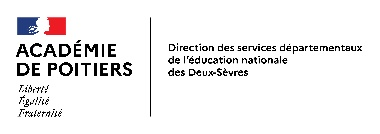 ACADÉMIE
DE POITIERS
Liberté
Égalité
Fraternité
Direction des services départementaux
de l'éducation nationale
des Deux-Sèvres